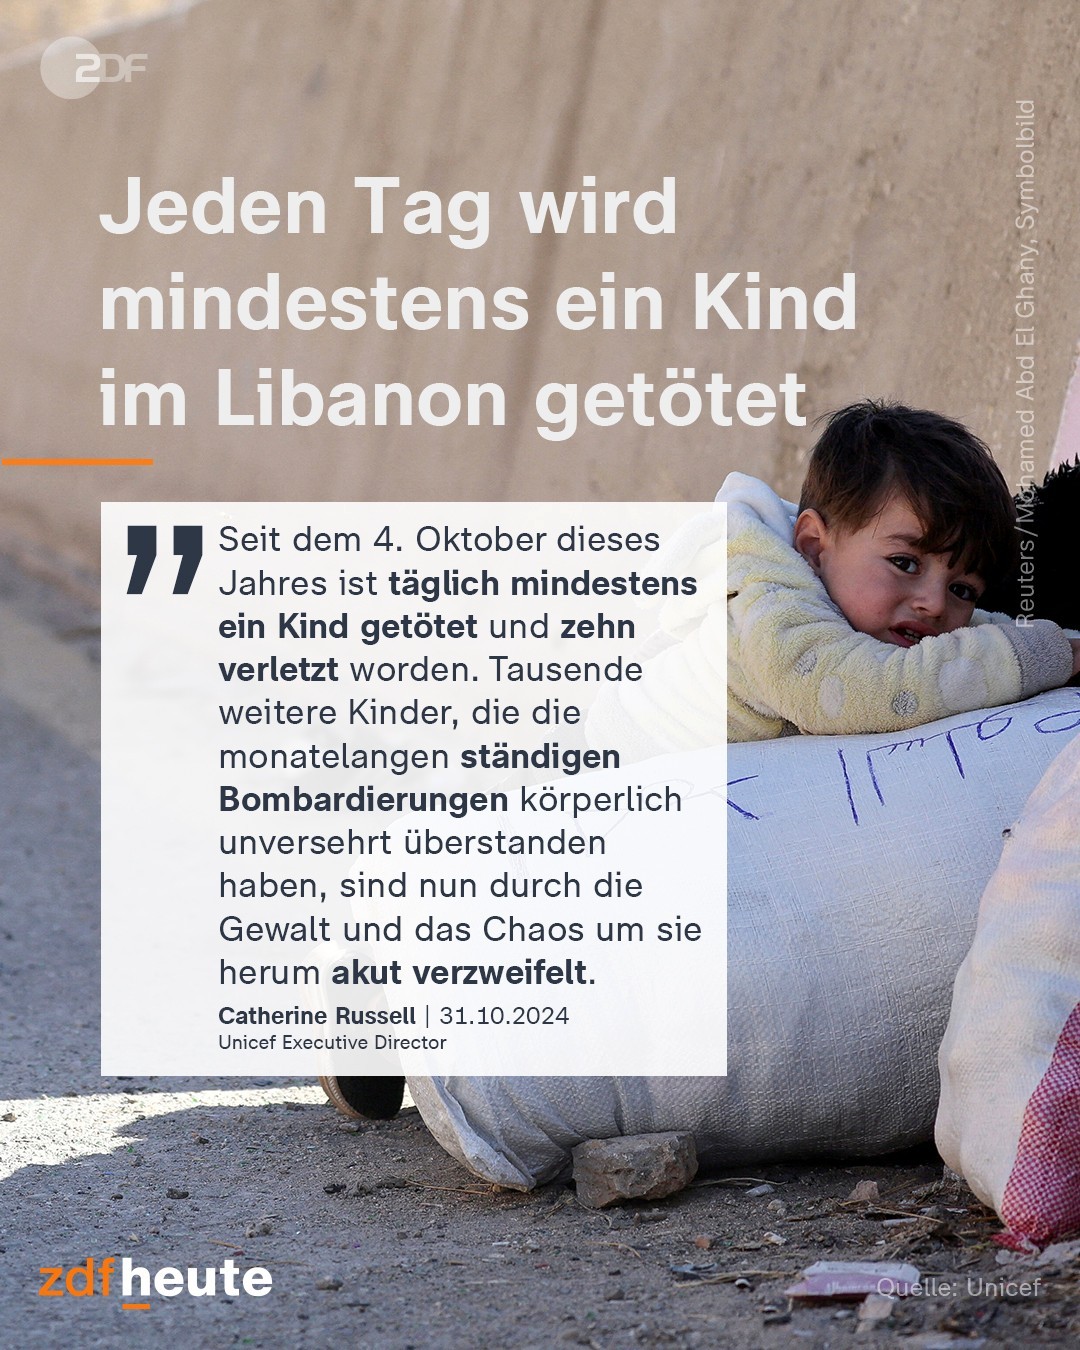 ZDF
Reuters/Mohamed Abd El Ghany, Symbolbild
Jeden Tag wird
mindestens ein Kind
im Libanon getötet
" Seit dem 4. Oktober dieses
Jahres ist täglich mindestens
ein Kind getötet und zehn
verletzt worden. Tausende
weitere Kinder, die die
monatelangen ständigen
Bombardierungen körperlich
unversehrt überstanden
haben, sind nun durch die
Gewalt und das Chaos um sie
herum akut verzweifelt.
Catherine Russell | 31.10.2024
Unicef Executive Director
zdfheute
Quelle: Unicef